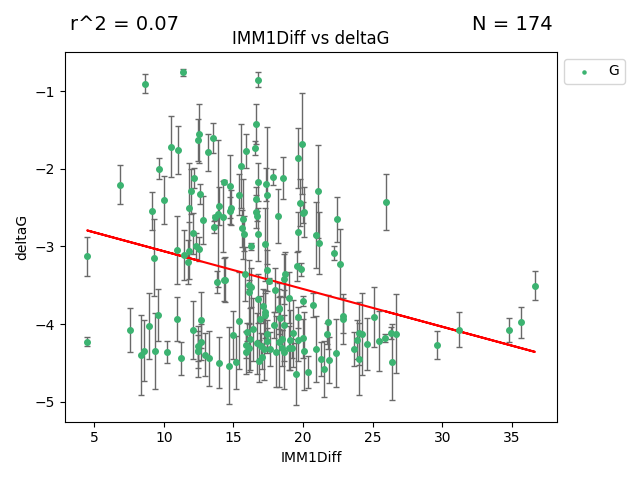 r^2 = 0.07
N = 174
IMM1Diff vs deltaG
G
−1
−2
−3
−4
−5
deltaG
5 10 15 20 25 30 35
IMM1Diff